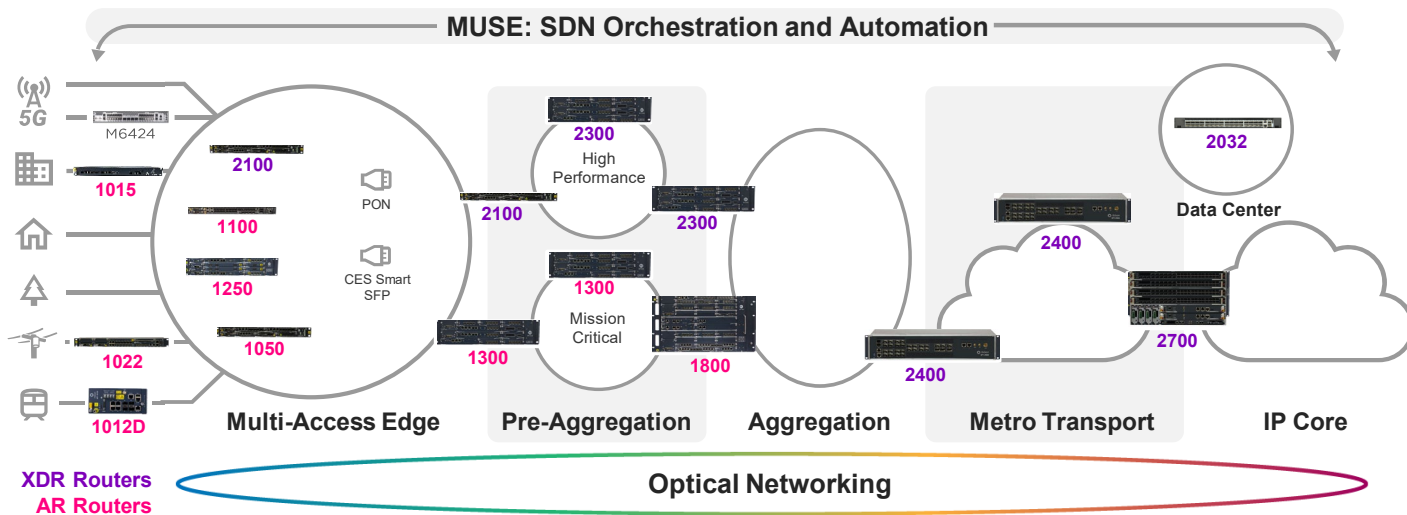 MUSE: SDN Orchestration and Automation
5G
M6424
1015
1022
1012D
2100
1100
1250
1050
PON
CES Smart
SFP
Multi-Access Edge
2300
High
Performance
2100
2300
1300
Mission
Critical
1300
1800
Pre-Aggregation
Aggregation
2400
2400
Metro Transport
2032
Data Center
2700
IP Core
XDR Routers
AR Routers
Optical Networking